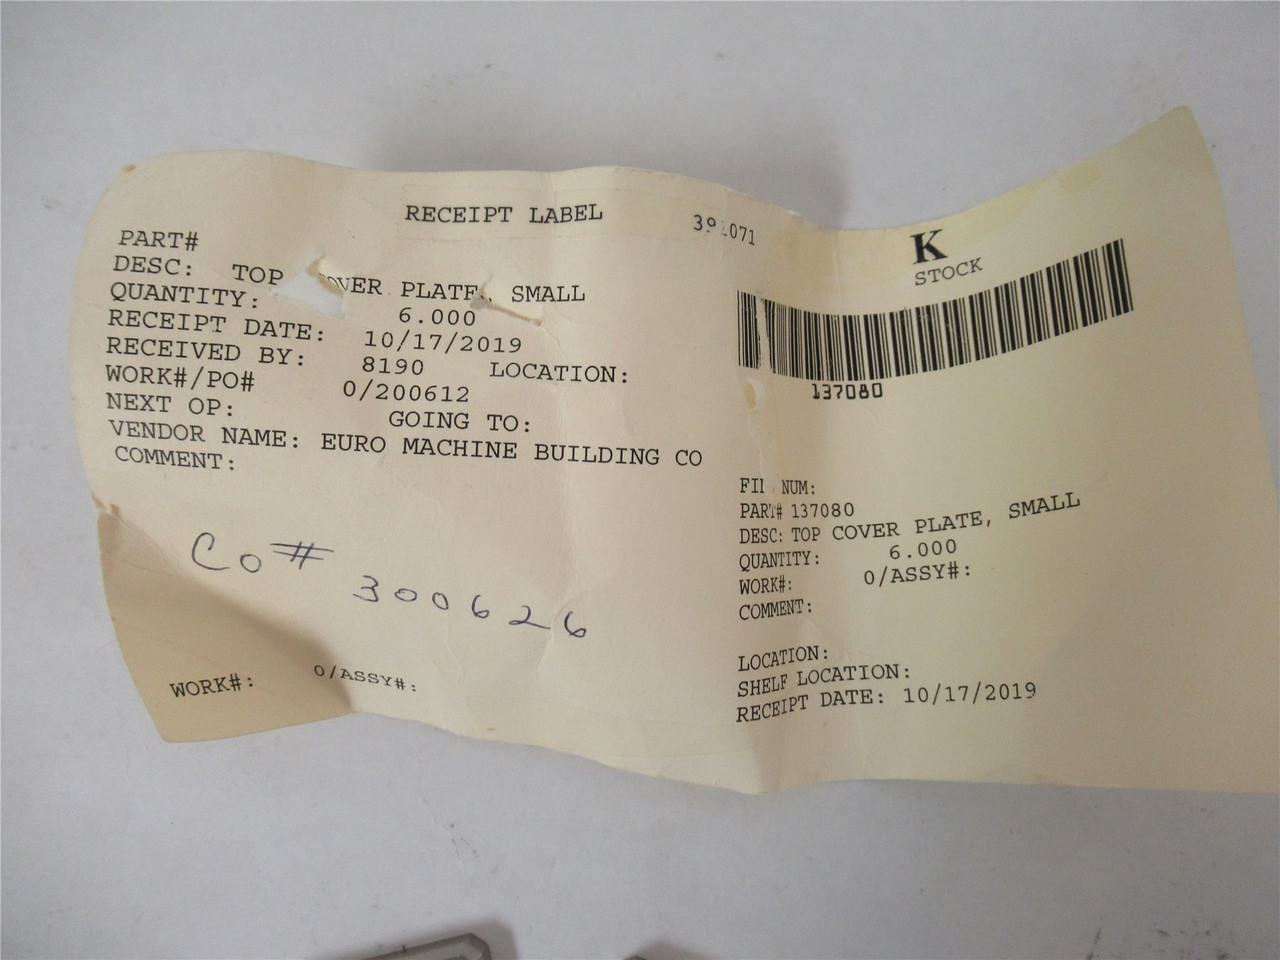 RECEIPT LABEL
PART#
DESC: TOP PLATE, SMALL
QUANTITY: 6.000
RECEIPT DATE: 10/17/2019
RECEIVED BY: 8190 LOCATION:
WORK#/PO# 0/200612
NEXT OP: GOING TO:
VENDOR NAME: EURO MACHINE BUILDING CO
COMMENT:
Co# 300626
WORK#: 0/ASSY#:
K
STOCK
137080
NUM:
PART# 137080
DESC: TOP COVER PLATE, SMALL
QUANTITY: 6.000
WORK#: 0/ASSY#:
COMMENT:
LOCATION:
SHELF LOCATION:
RECEIPT DATE: 10/17/2019